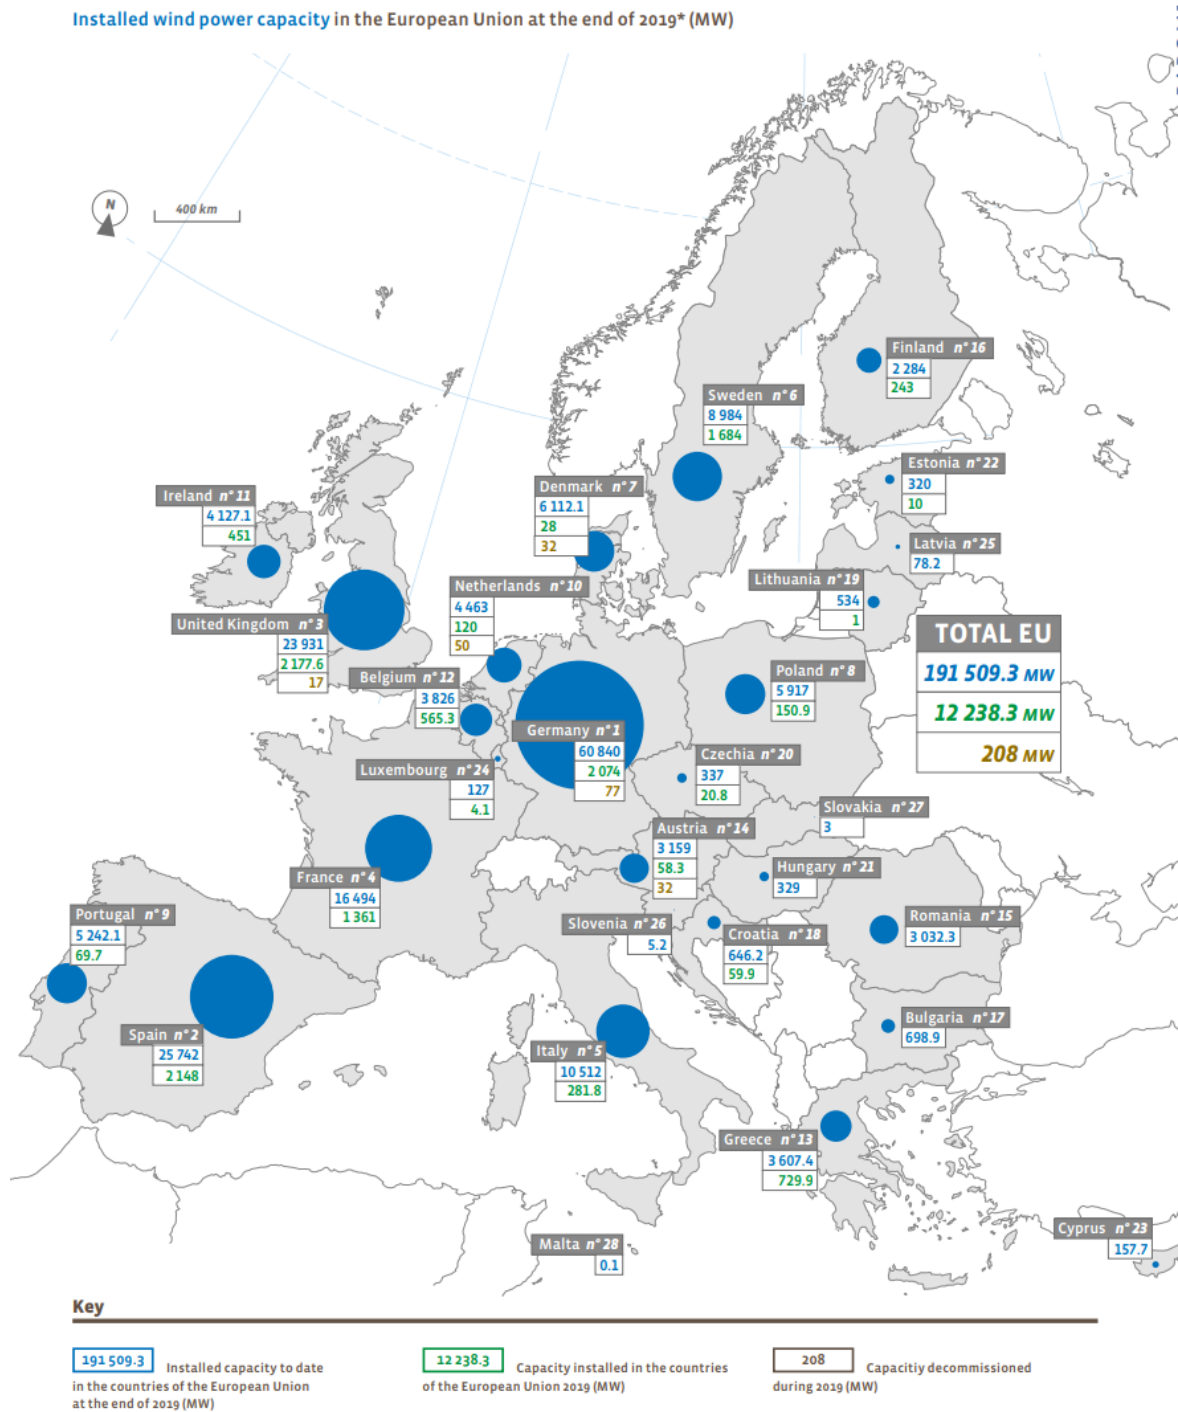 Installed wind power capacity in the European Union at the end of 2019* (MW)
N
400 km
Finland n°16
2 284
243
Sweden n°6
8 984
1 684
Estonia n°22
320
10
Denmark n°7
6 112.1
28
32
Ireland n°11
4 127.1
451
Latvia n°25
78.2
Lithuania n°19
534
1
Netherlands n°10
4 463
120
50
United Kingdom n°3
23 931
2 177.6
17
TOTAL EU
191 509.3 MW
12 238.3 MW
208 MW
Belgium n°12
3 826
565.3
Poland n°8
5 917
150.9
Germany n°1
60 840
2 074
77
Czechia n°20
337
20.8
Luxembourg n°24
127
4.1
Slovakia n°27
3
Austria n°14
3 159
58.3
32
Hungary n°21
329
France n°4
16 494
1 361
Portugal n°9
5 242.1
69.7
Slovenia n°26
5.2
Croatia n°18
646.2
59.9
Romania n°15
3 032.3
Bulgaria n°17
698.9
Spain n°2
25 742
2 148
Italy n°5
10 512
281.8
Greece n°13
3 607.4
729.9
Cyprus n°23
157.7
Malta n°28
0.1
Key
191 509.3 Installed capacity to date
in the countries of the European Union
at the end of 2019 (MW)
12 238.3 Capacity installed in the countries
of the European Union 2019 (MW)
208 Capacitiy decommissioned
during 2019 (MW)